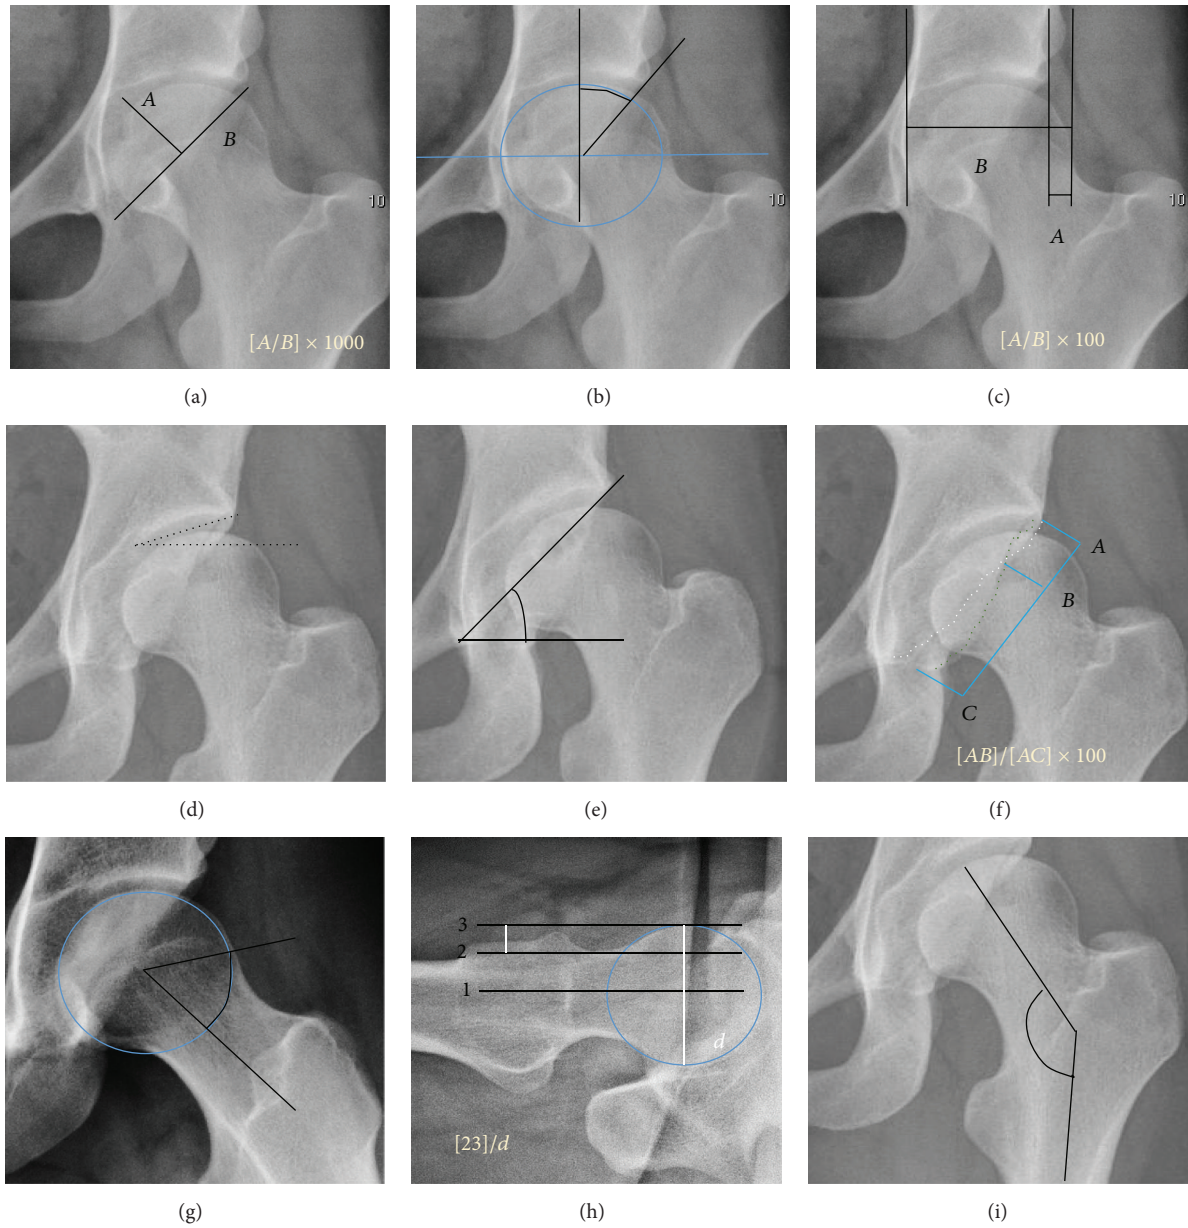 A
B
10
[A/B] × 1000
(a)
10
(b)
B
10
A
[A/B] × 100
(c)
(d)
(e)
A
B
C
[AB]/[AC] × 100
(f)
(g)
3
2
1
d
[23]/d
(h)
(i)